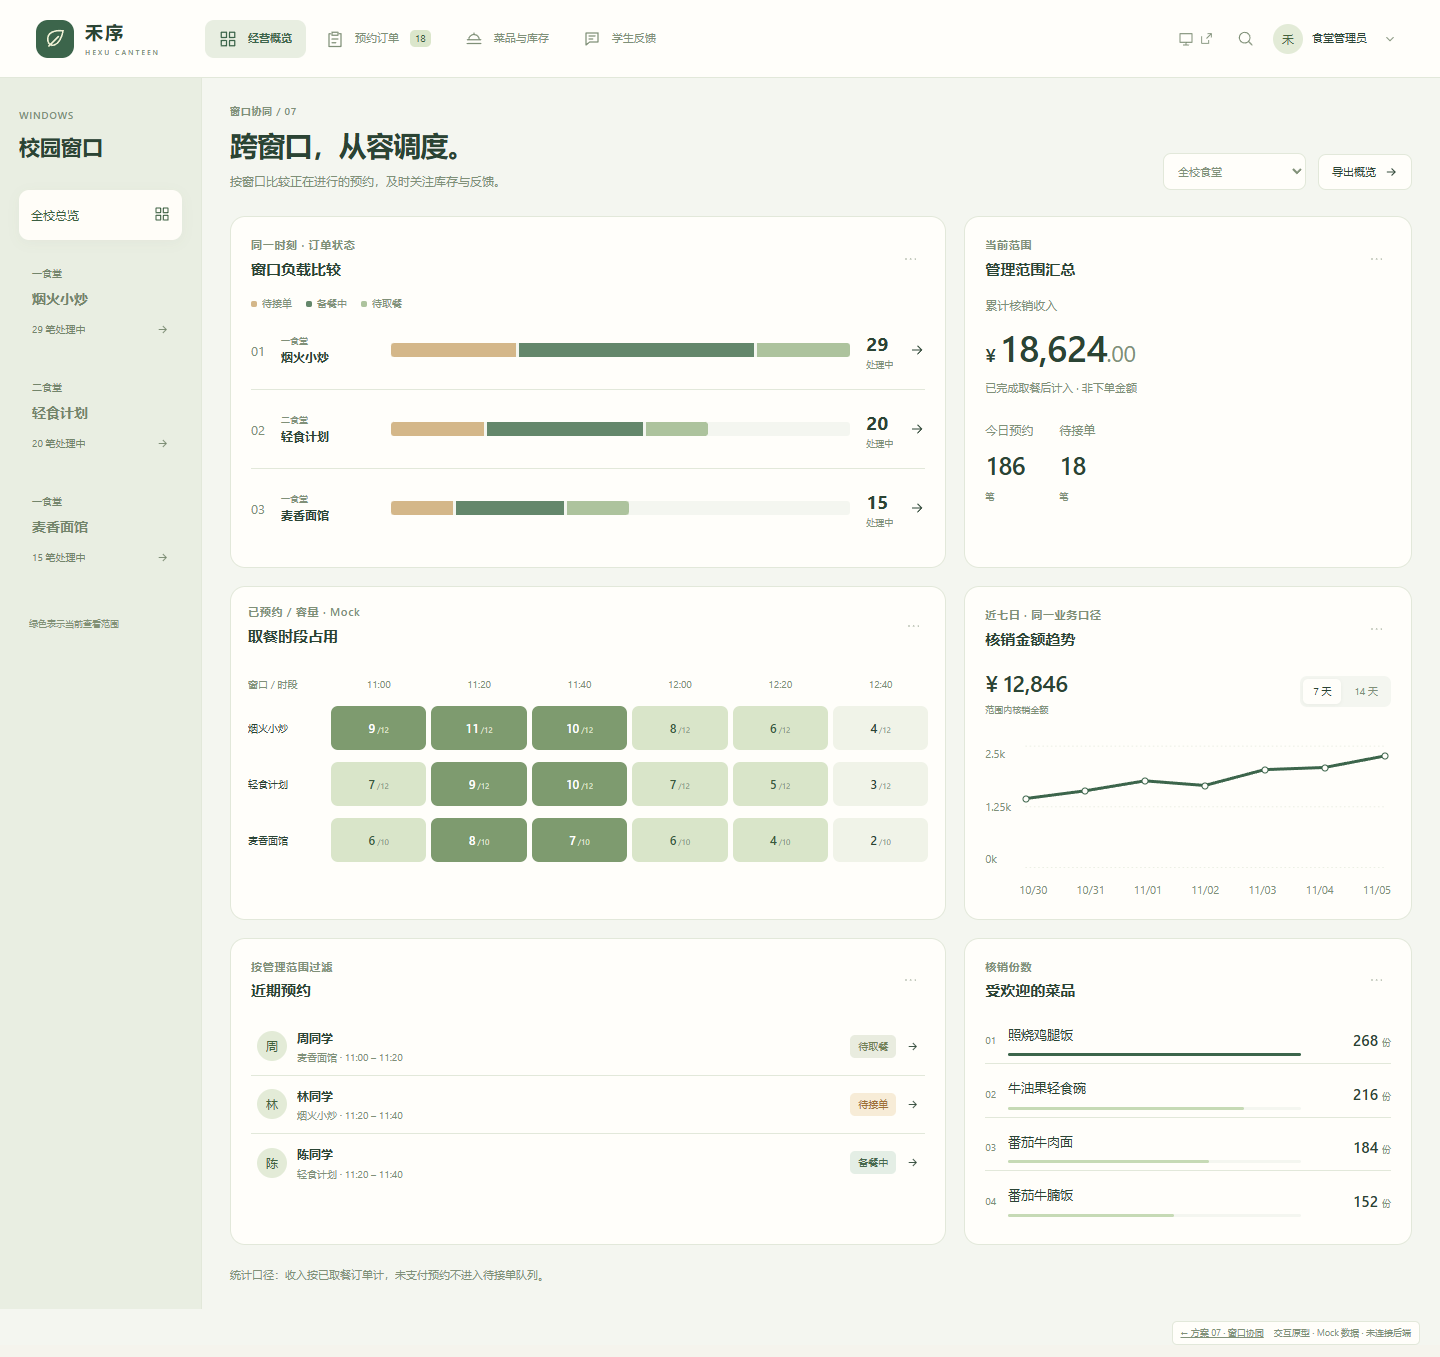 禾序
HEXU CANTEEN
经营概览
预约订单 18
菜品与库存
学生反馈
禾 食堂管理员
WINDOWS
校园窗口
全校总览
一食堂
烟火小炒
29 笔处理中
二食堂
轻食计划
20 笔处理中
一食堂
麦香面馆
15 笔处理中
绿色表示当前查看范围
窗口协同 / 07
跨窗口，从容调度。
按窗口比较正在进行的预约，及时关注库存与反馈。
全校食堂
导出概览
同一时刻 · 订单状态
窗口负载比较
待接单 备餐中 待取餐
01 一食堂 烟火小炒 29 处理中
02 二食堂 轻食计划 20 处理中
03 一食堂 麦香面馆 15 处理中
当前范围
管理范围汇总
累计核销收入
¥ 18,624.00
已完成取餐后计入 · 非下单金额
今日预约 待接单
186 18
笔 笔
已预约 / 容量 · Mock
取餐时段占用
窗口 / 时段 11:00 11:20 11:40 12:00 12:20 12:40
烟火小炒 9 /12 11 /12 10 /12 8 /12 6 /12 4 /12
轻食计划 7 /12 9 /12 10 /12 7 /12 5 /12 3 /12
麦香面馆 6 /10 8 /10 7 /10 6 /10 4 /10 2 /10
近七日 · 同一业务口径
核销金额趋势
¥ 12,846
范围内核销金额
7 天 14 天
2.5k
1.25k
0k
10/30 10/31 11/01 11/02 11/03 11/04 11/05
按管理范围过滤
近期预约
周 周同学
麦香面馆 · 11:00 – 11:20
待取餐
林 林同学
烟火小炒 · 11:20 – 11:40
待接单
陈 陈同学
轻食计划 · 11:20 – 11:40
备餐中
核销份数
受欢迎的菜品
01 照烧鸡腿饭 268 份
02 牛油果轻食碗 216 份
03 番茄牛肉面 184 份
04 番茄牛腩饭 152 份
统计口径：收入按已取餐订单计，未支付预约不进入待接单队列。
← 方案 07 · 窗口协同 交互原型 · Mock 数据 · 未连接后端